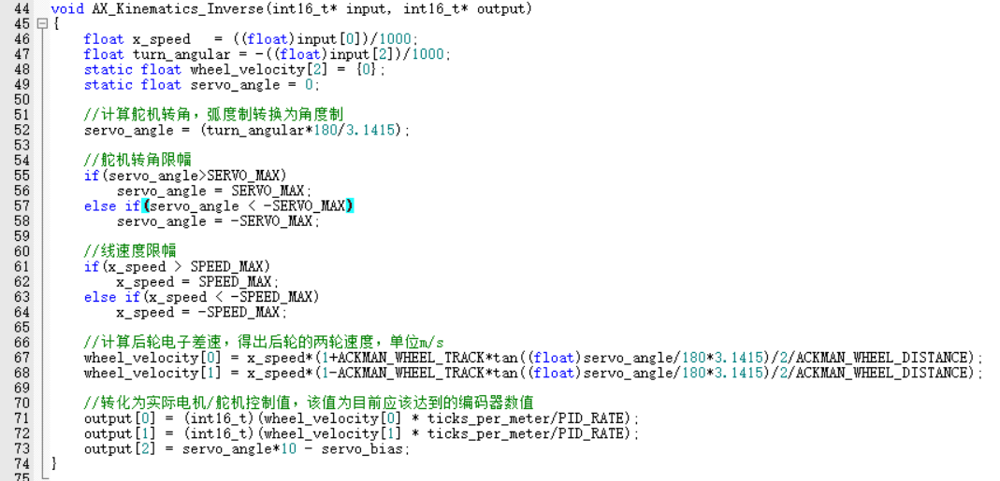 44 void AX_Kinematics_Inverse(int16_t* input, int16_t* output)
45 {
46 float x_speed = ((float)input[0])/1000;
47 float turn_angular = -((float)input[2])/1000;
48 static float wheel_velocity[2] = {0};
49 static float servo_angle = 0;
50
51 //计算舵机转角，弧度制转换为角度制
52 servo_angle = (turn_angular*180/3.1415);
53
54 //舵机转角限幅
55 if(servo_angle>SERVO_MAX)
56 servo_angle = SERVO_MAX;
57 else if(servo_angle < -SERVO_MAX)
58 servo_angle = -SERVO_MAX;
59
60 //线速度限幅
61 if(x_speed > SPEED_MAX)
62 x_speed = SPEED_MAX;
63 else if(x_speed < -SPEED_MAX)
64 x_speed = -SPEED_MAX;
65
66 //计算后轮电子差速，得出后轮的两轮速度，单位m/s
67 wheel_velocity[0] = x_speed*(1+ACKMAN_WHEEL_TRACK*tan((float)servo_angle/180*3.1415)/2/ACKMAN_WHEEL_DISTANCE);
68 wheel_velocity[1] = x_speed*(1-ACKMAN_WHEEL_TRACK*tan((float)servo_angle/180*3.1415)/2/ACKMAN_WHEEL_DISTANCE);
69
70 //转化为实际电机/舵机控制值，该值为目前应该达到的编码器数值
71 output[0] = (int16_t)(wheel_velocity[0] * ticks_per_meter/PID_RATE);
72 output[1] = (int16_t)(wheel_velocity[1] * ticks_per_meter/PID_RATE);
73 output[2] = servo_angle*10 - servo_bias;
74 }
75